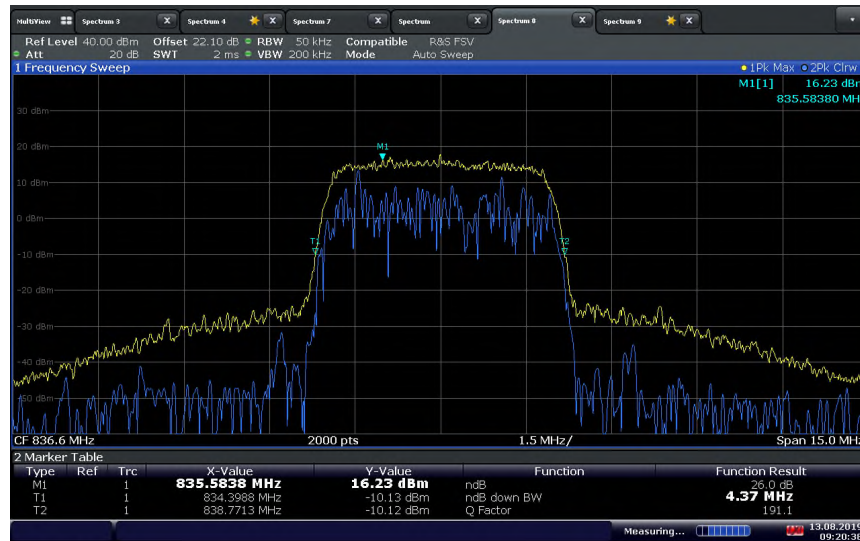 MultiView Spectrum 3 X Spectrum 4 X Spectrum 7 X Spectrum X Spectrum 8 X Spectrum 9 X
Ref Level 40.00 dBm Offset 22.10 dB RBW 50 kHz Compatible R&S FSV
Att 20 dB SWT 2 ms VBW 200 kHz Mode Auto Sweep
1 Frequency Sweep 1Pk Max 2Pk Clrw
M1[1] 16.23 dBr
835.58380 MH
30 dBm
20 dBm
M1
10 dBm
0 dBm
T1 T2
-10 dBm
-20 dBm
-30 dBm
-40 dBm
-50 dBm
CF 836.6 MHz 2000 pts 1.5 MHz/ Span 15.0 MHz
2 Marker Table
Type Ref Trc X-Value Y-Value Function Function Result
M1 1 835.5838 MHz 16.23 dBm ndB 26.0 dB
T1 1 834.3988 MHz -10.13 dBm ndB down BW 4.37 MHz
T2 1 838.7713 MHz -10.12 dBm Q Factor 191.1
Measuring... 13.08.2019
09:20:38